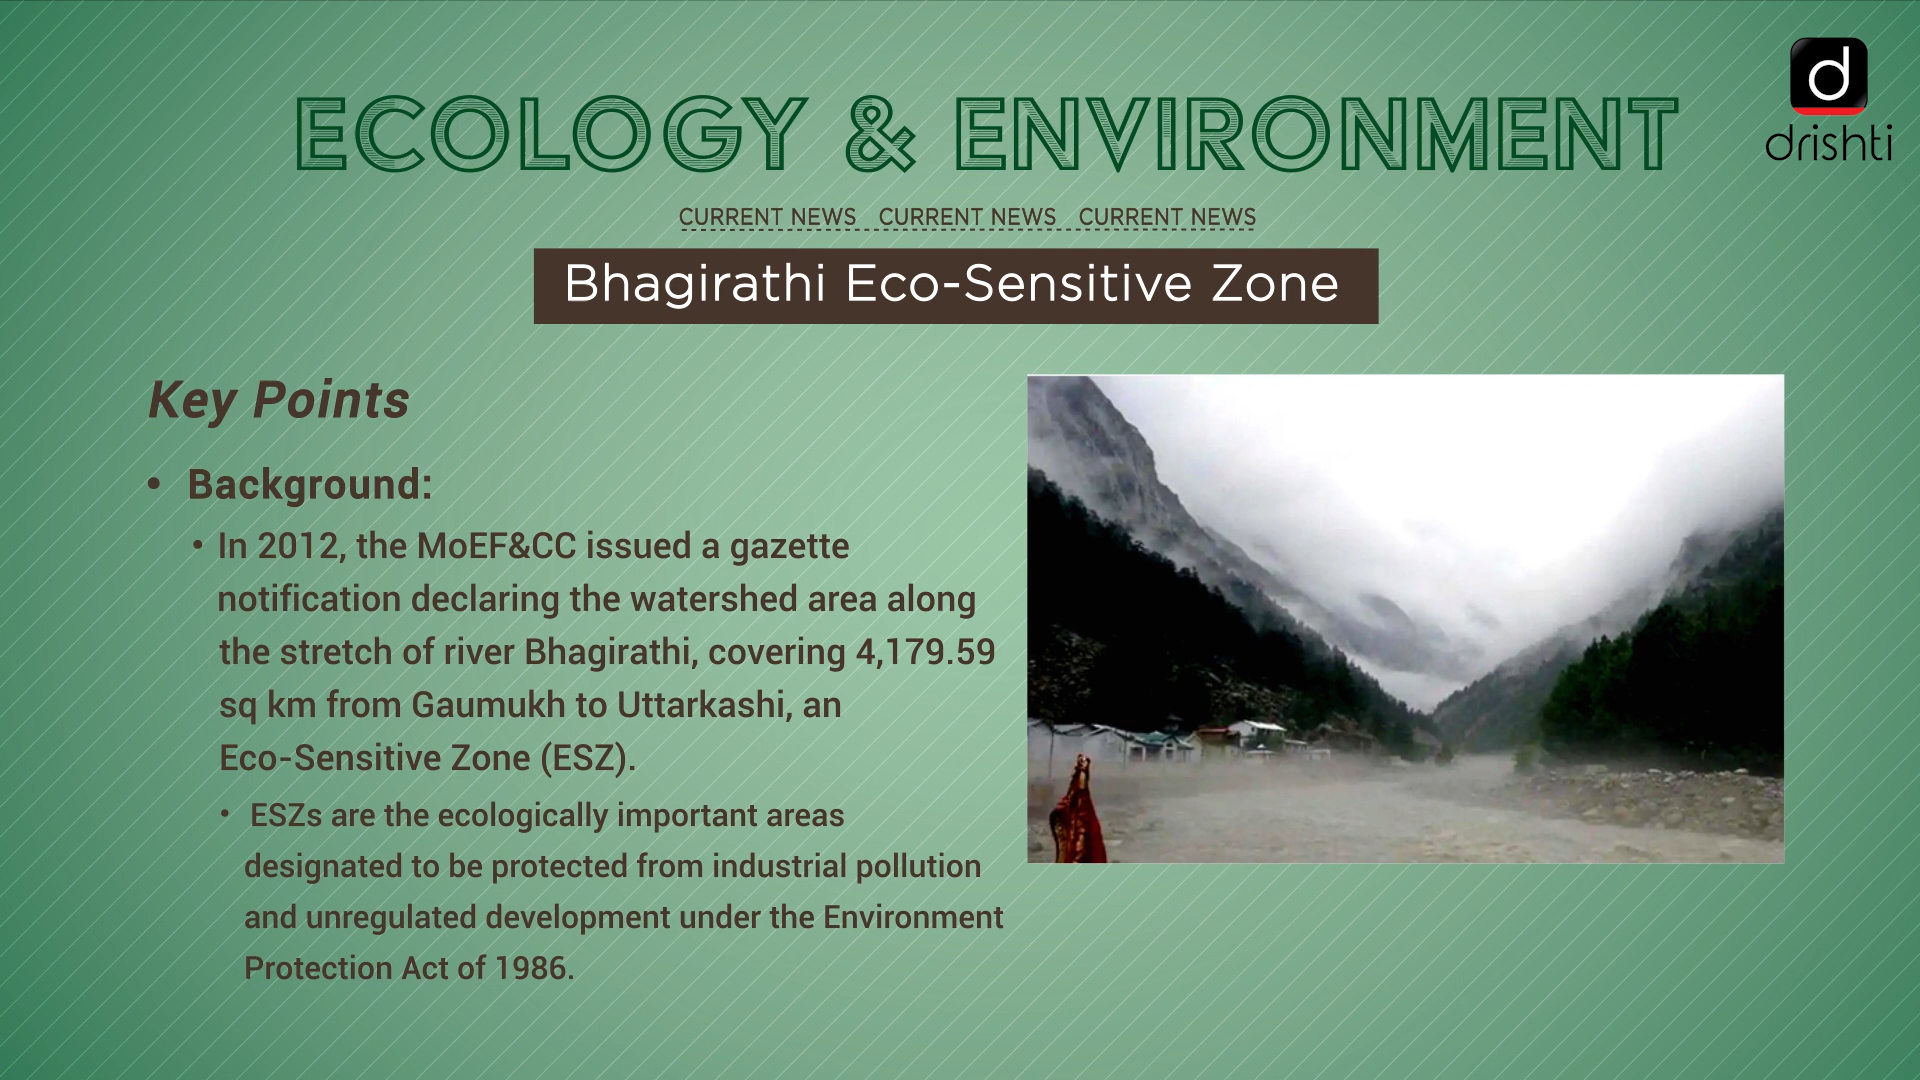 d
drishti
ECOLOGY & ENVIRONMENT
CURRENT NEWS CURRENT NEWS CURRENT NEWS
Bhagirathi Eco-Sensitive Zone
Key Points
• Background:
• In 2012, the MoEF&CC issued a gazette
notification declaring the watershed area along
the stretch of river Bhagirathi, covering 4,179.59
sq km from Gaumukh to Uttarkashi, an
Eco-Sensitive Zone (ESZ).
• ESZs are the ecologically important areas
designated to be protected from industrial pollution
and unregulated development under the Environment
Protection Act of 1986.